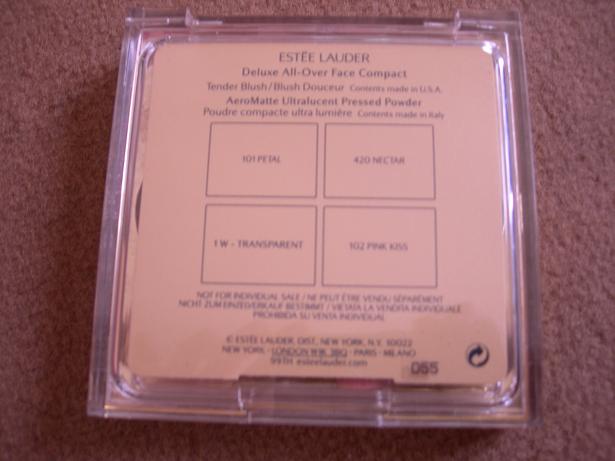 ESTĒE LAUDER
Deluxe All-Over Face Compact
Tender Blush/Blush Douceur Contents made in U.S.A.
AeroMatte Ultralucent Pressed Powder
Poudre compacte ultra lumière Contents made in Italy
101 PETAL
420 NECTAR
1 W - TRANSPARENT
102 PINK KISS
NOT FOR INDIVIDUAL SALE / NE PEUT ÊTRE VENDU SÉPARÉMENT
NICHT ZUM EINZELVERKAUF BESTIMMT / VIETATA LA VENDITA INDIVIDUALE
PROHIBIDA SU VENTA INDIVIDUAL
© ESTĒE LAUDER, DIST. NEW YORK, N.Y. 10022
NEW YORK · LONDON W1K 3BQ · PARIS · MILANO
99TH esteelauder.com
055